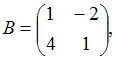 B = (1 -2
4 1),